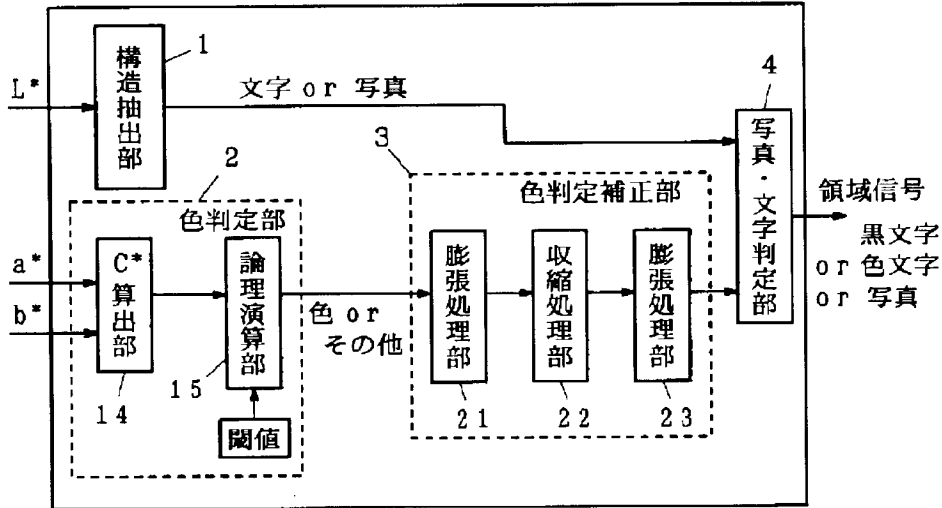 1
構造抽出部
L*
文字 or 写真
4
写真・文字判定部
2
色判定部
3
色判定補正部
領域信号
黒文字
or 色文字
or 写真
a*
b*
C*算出部
論理演算部
色 or
その他
膨張処理部
収縮処理部
膨張処理部
14
15
閾値
21
22
23